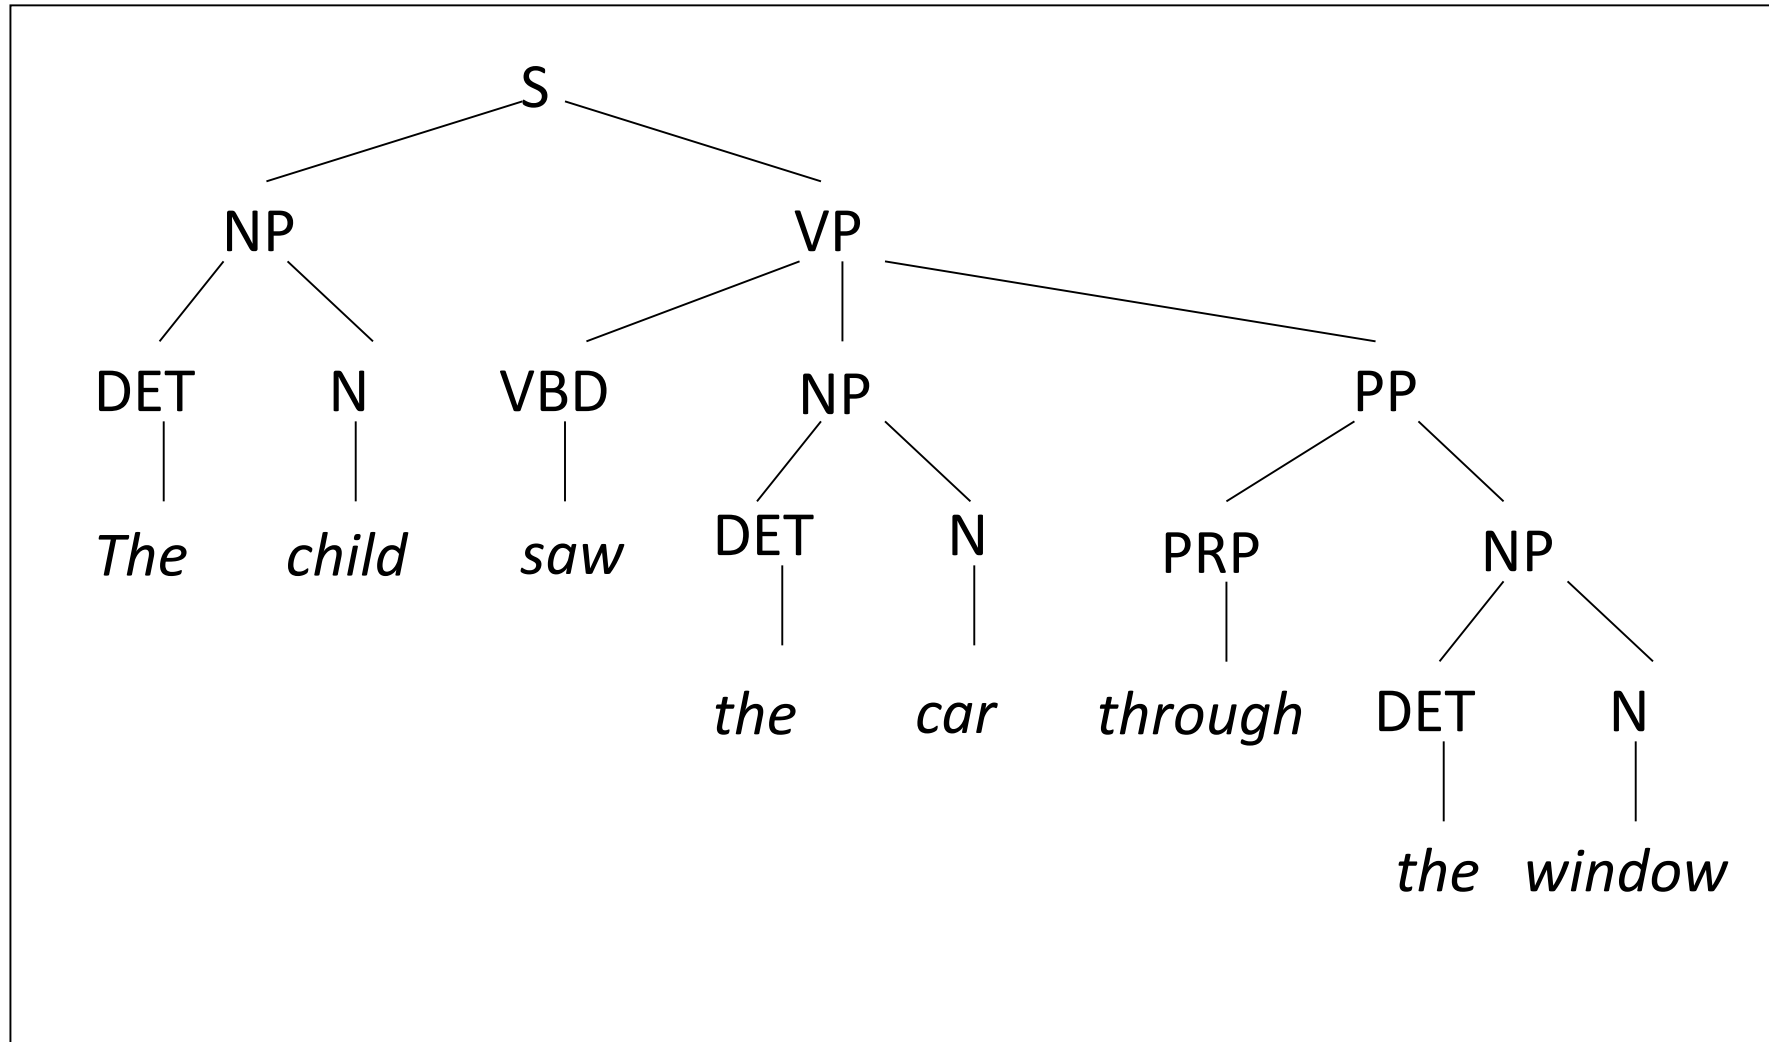 S
NP VP
DET N VBD NP PP
The child saw DET N PRP NP
the car through DET N
the window